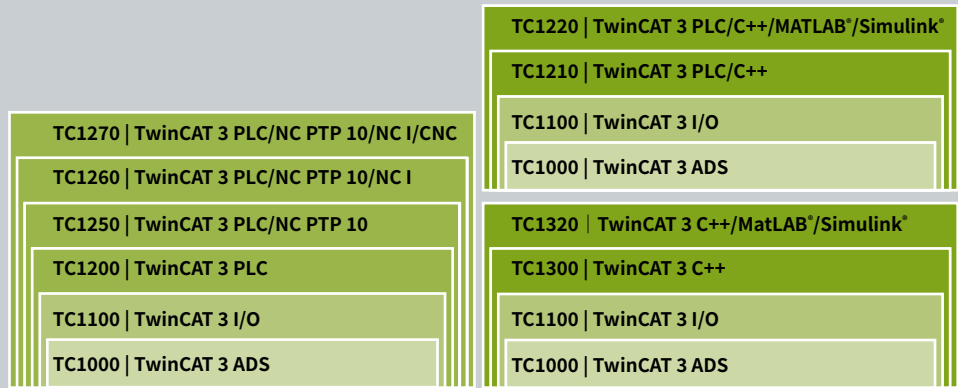 TC1270 | TwinCAT 3 PLC/NC PTP 10/NC I/CNC
TC1260 | TwinCAT 3 PLC/NC PTP 10/NC I
TC1250 | TwinCAT 3 PLC/NC PTP 10
TC1200 | TwinCAT 3 PLC
TC1100 | TwinCAT 3 I/O
TC1000 | TwinCAT 3 ADS
TC1220 | TwinCAT 3 PLC/C++/MATLAB®/Simulink®
TC1210 | TwinCAT 3 PLC/C++
TC1100 | TwinCAT 3 I/O
TC1000 | TwinCAT 3 ADS
TC1320 | TwinCAT 3 C++/MatLAB®/Simulink®
TC1300 | TwinCAT 3 C++
TC1100 | TwinCAT 3 I/O
TC1000 | TwinCAT 3 ADS